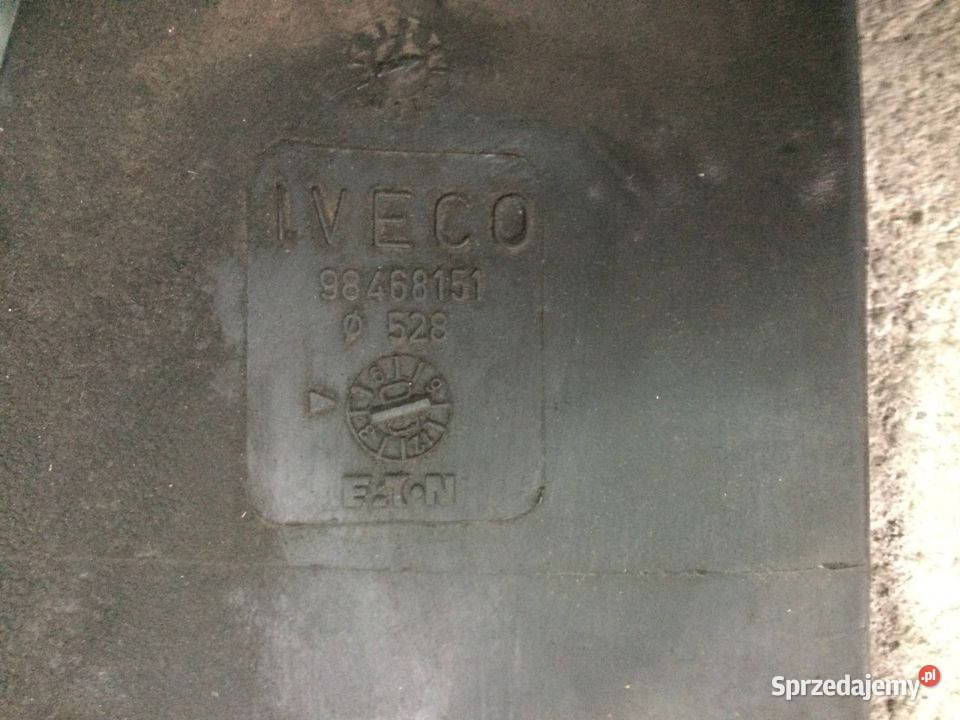 IVECO
98468151
Ø 528
EATON
Sprzedajemy.pl